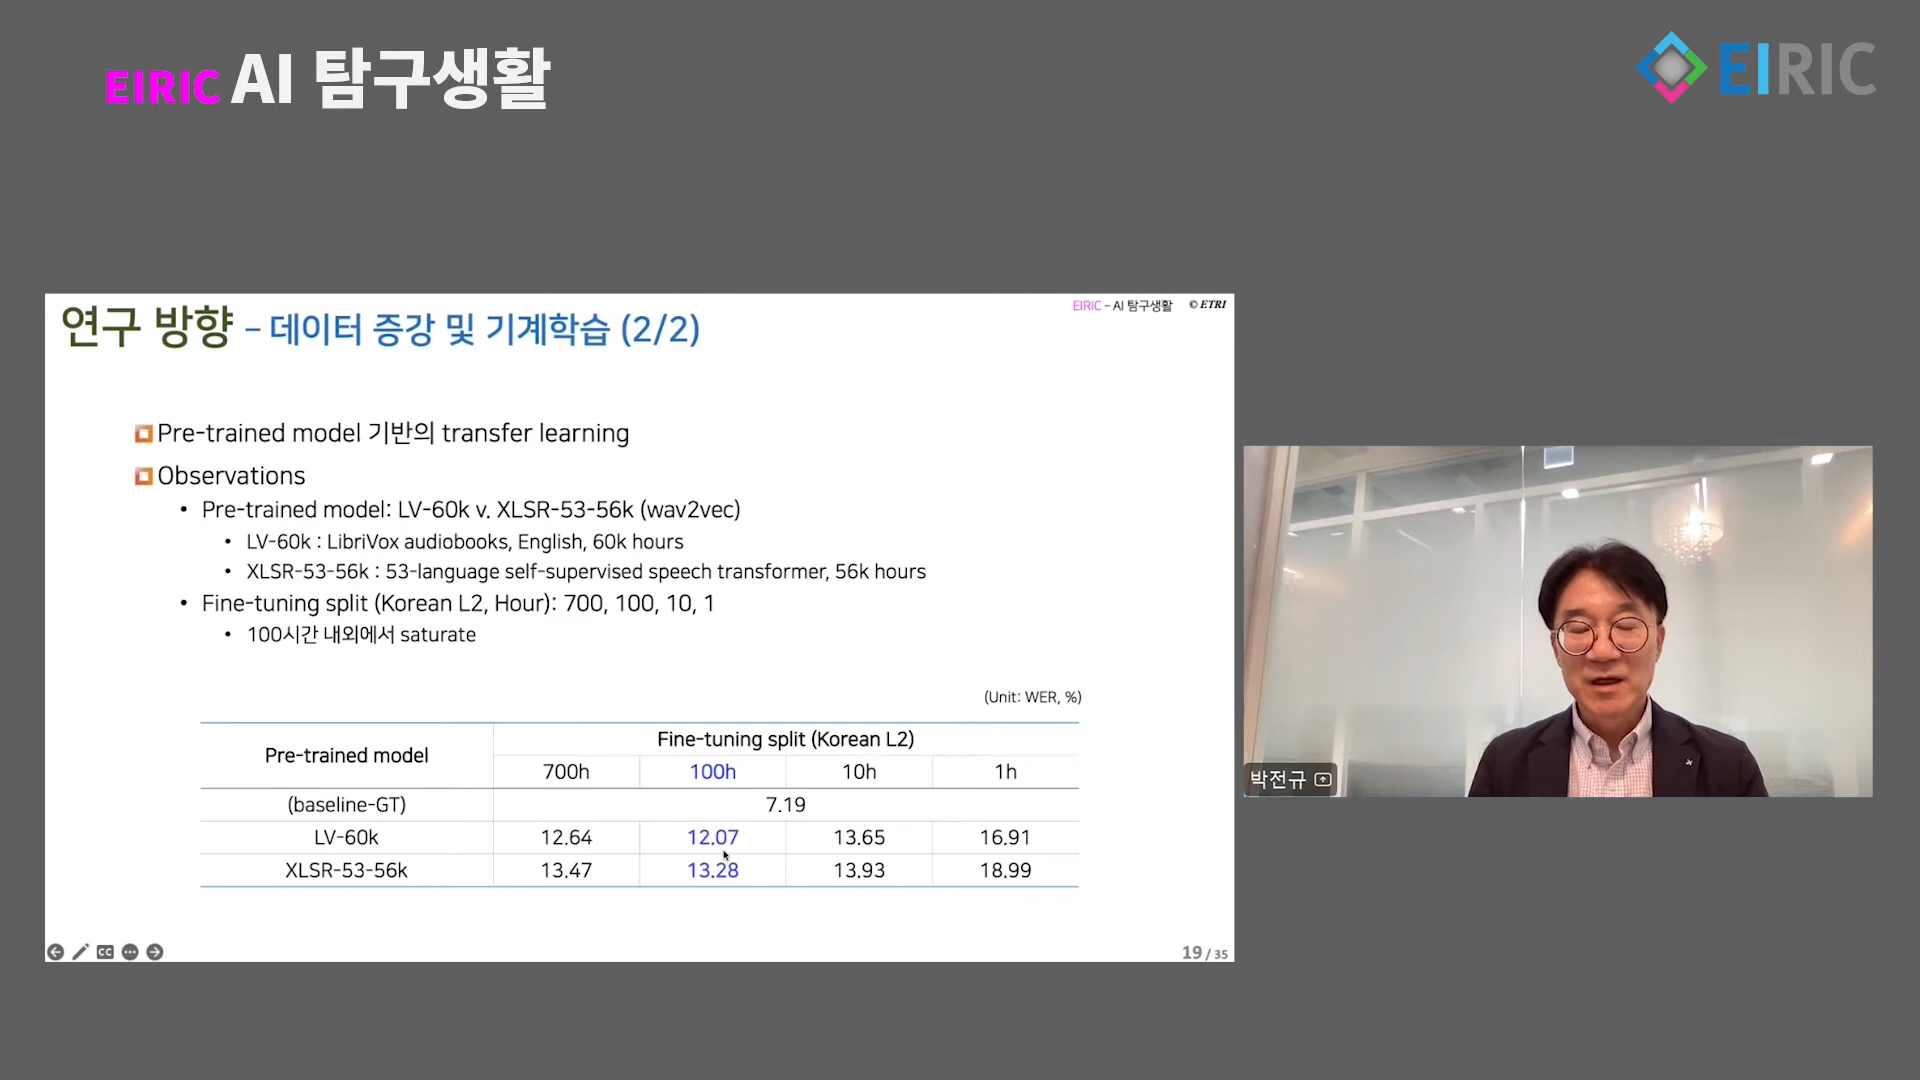 EIRIC AI 탐구생활
EIRIC
연구 방향 – 데이터 증강 및 기계학습 (2/2)
EIRIC – AI 탐구생활 © ETRI
Pre-trained model 기반의 transfer learning
Observations
• Pre-trained model: LV-60k v. XLSR-53-56k (wav2vec)
• LV-60k : LibriVox audiobooks, English, 60k hours
• XLSR-53-56k : 53-language self-supervised speech transformer, 56k hours
• Fine-tuning split (Korean L2, Hour): 700, 100, 10, 1
• 100시간 내외에서 saturate
(Unit: WER, %)
Pre-trained model
Fine-tuning split (Korean L2)
700h 100h 10h 1h
(baseline-GT) 7.19
LV-60k 12.64 12.07 13.65 16.91
XLSR-53-56k 13.47 13.28 13.93 18.99
CC
19 / 35
박전규